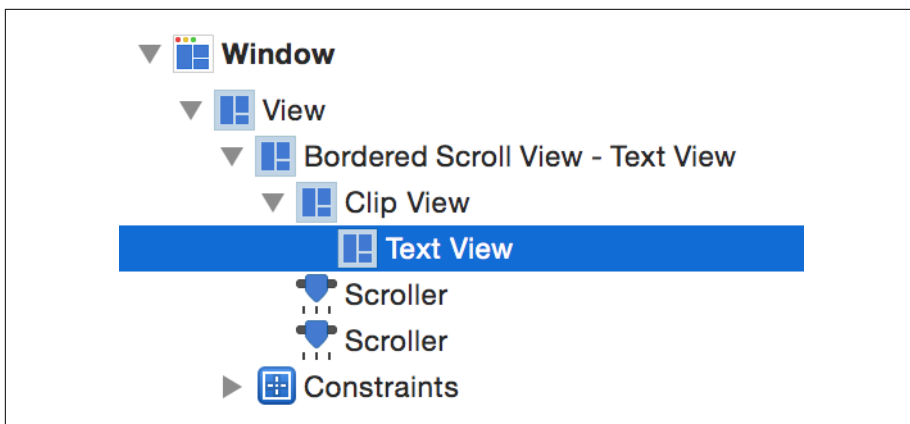 Window
View
Bordered Scroll View - Text View
Clip View
Text View
Scroller
Scroller
Constraints